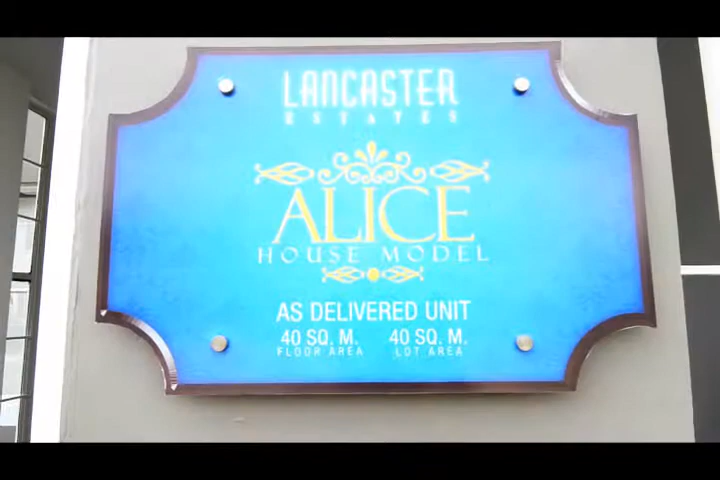 LANCASTER
ESTATES
ALICE
HOUSE MODEL
AS DELIVERED UNIT
40 SQ. M. 40 SQ. M.
FLOOR AREA LOT AREA